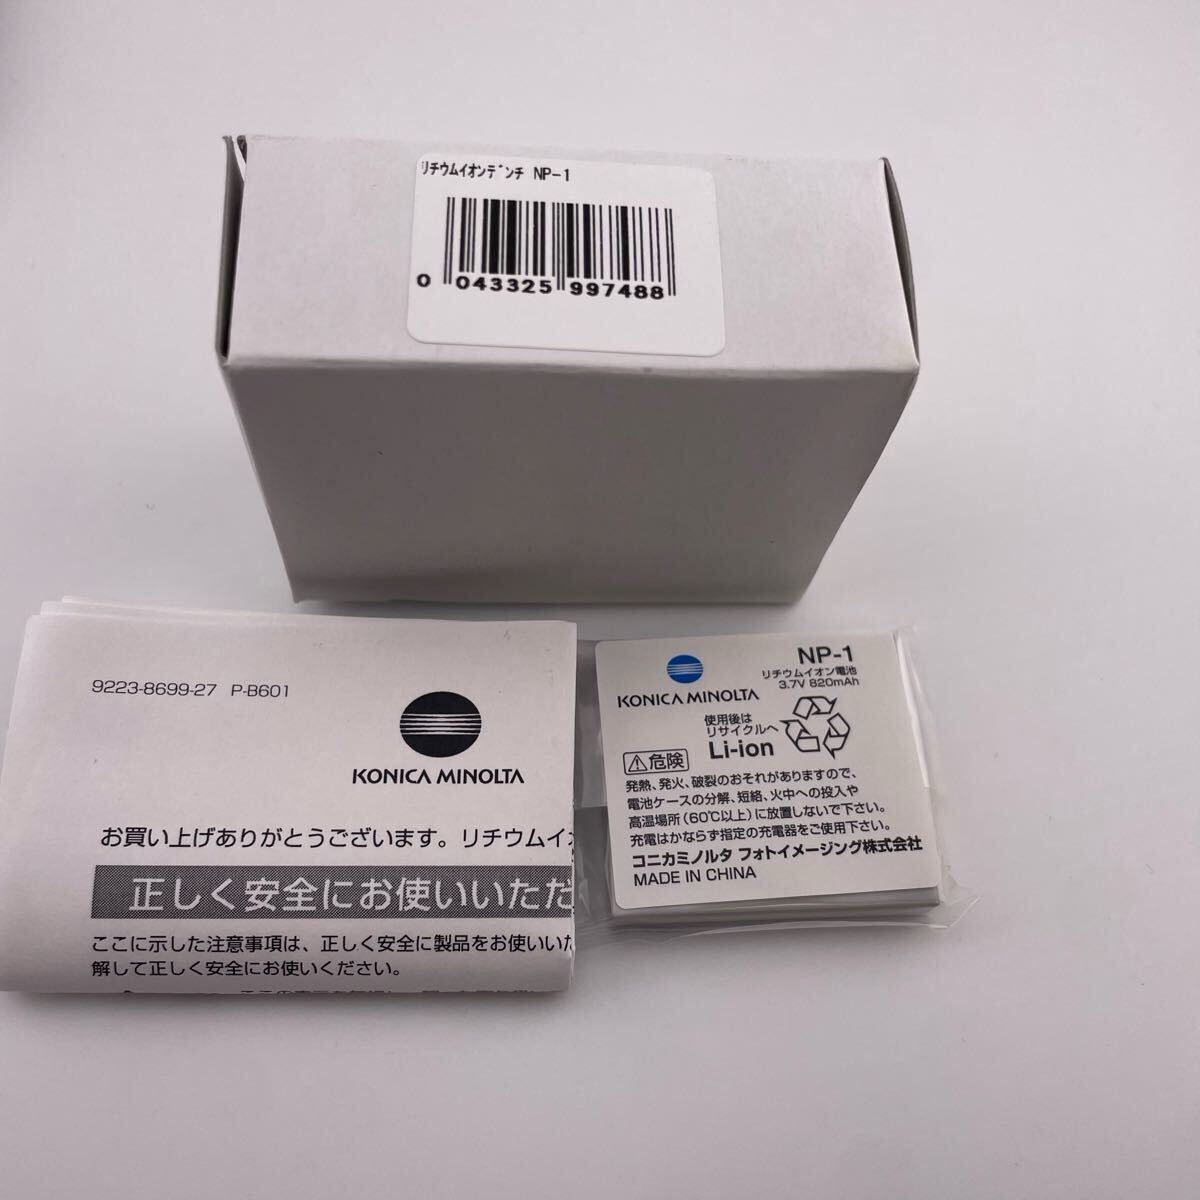 リチウムイオンデンチ NP-1
0 043325 997488
9223-8699-27 P-B601
KONICA MINOLTA
お買い上げありがとうございます。リチウムイ
正しく安全にお使いいただ
ここに示した注意事項は、正しく安全に製品をお使いいた
解して正しく安全にお使いください。
NP-1
リチウムイオン電池
3.7V 820mAh
KONICA MINOLTA
使用後は
リサイクルへ
Li-ion
危険
発熱、発火、破裂のおそれがありますので、
電池ケースの分解、短絡、火中への投入や
高温場所(60℃以上)に放置しないで下さい。
充電はかならず指定の充電器をご使用下さい。
コニカミノルタ フォトイメージング株式会社
MADE IN CHINA